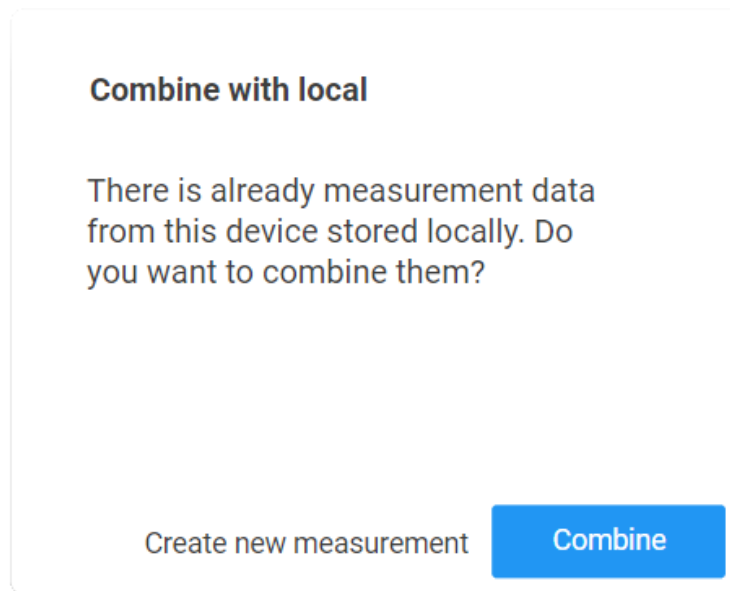 Combine with local
There is already measurement data
from this device stored locally. Do
you want to combine them?
Create new measurement
Combine